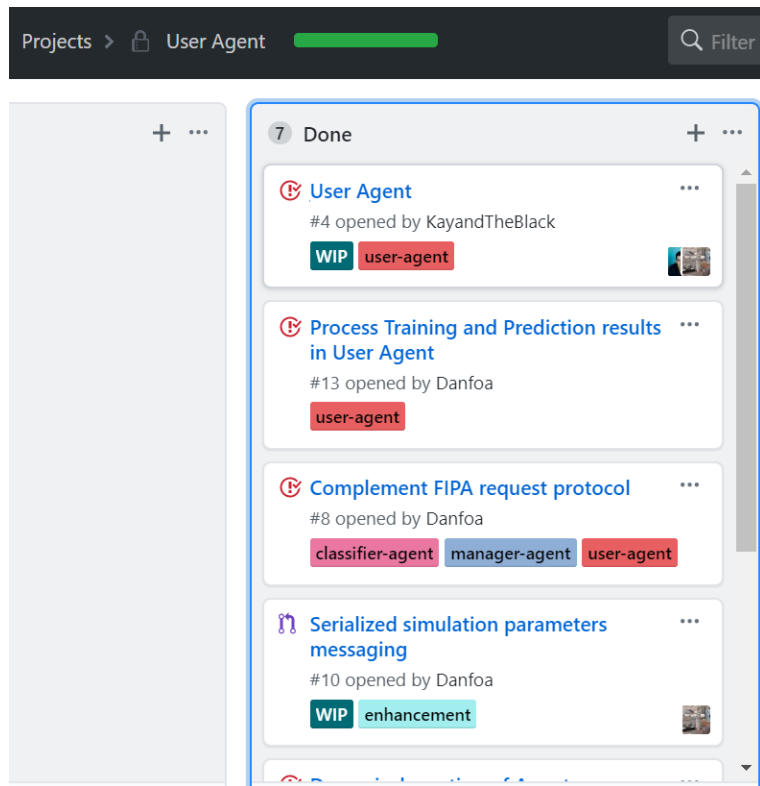 Projects > User Agent
Filter
7 Done
User Agent
#4 opened by KayandTheBlack
WIP user-agent
Process Training and Prediction results
in User Agent
#13 opened by Danfoa
user-agent
Complement FIPA request protocol
#8 opened by Danfoa
classifier-agent manager-agent user-agent
Serialized simulation parameters
messaging
#10 opened by Danfoa
WIP enhancement